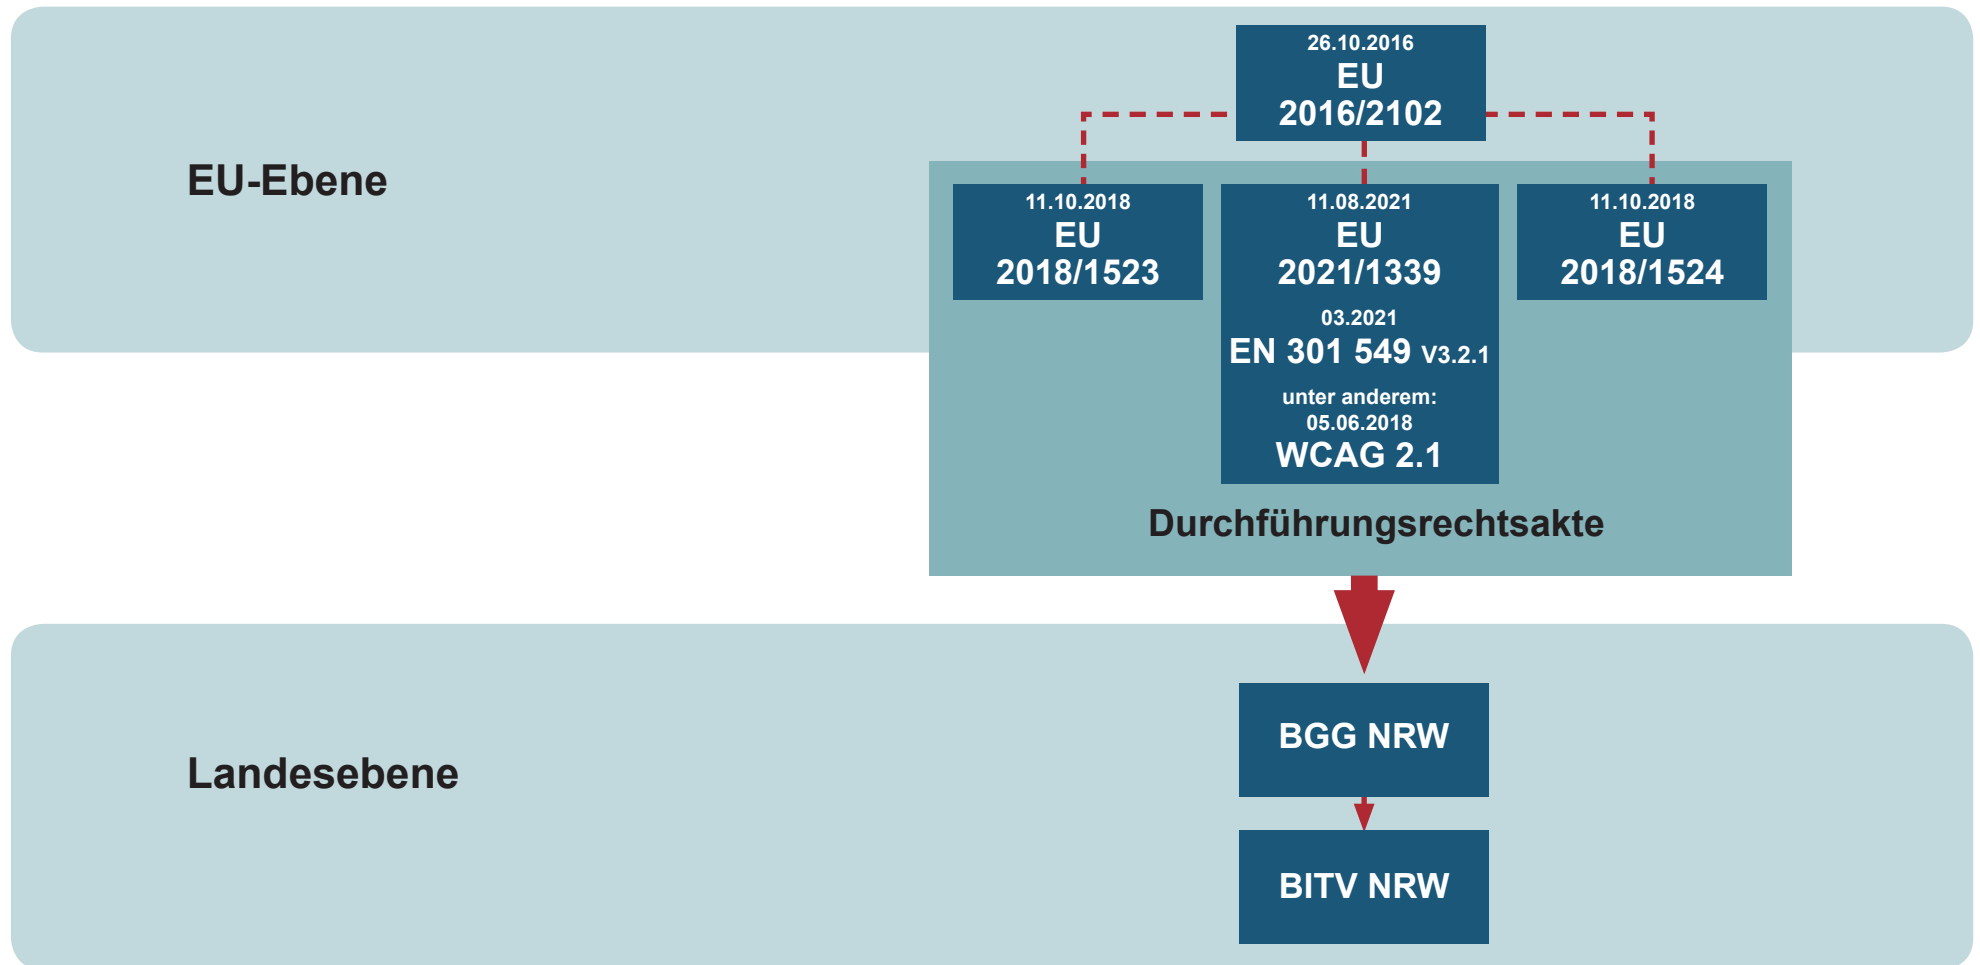 26.10.2016
EU
2016/2102
EU-Ebene
11.10.2018
EU
2018/1523
11.08.2021
EU
2021/1339
03.2021
EN 301 549 V3.2.1
unter anderem:
05.06.2018
WCAG 2.1
11.10.2018
EU
2018/1524
Durchführungsrechtsakte
Landesebene
BGG NRW
BITV NRW